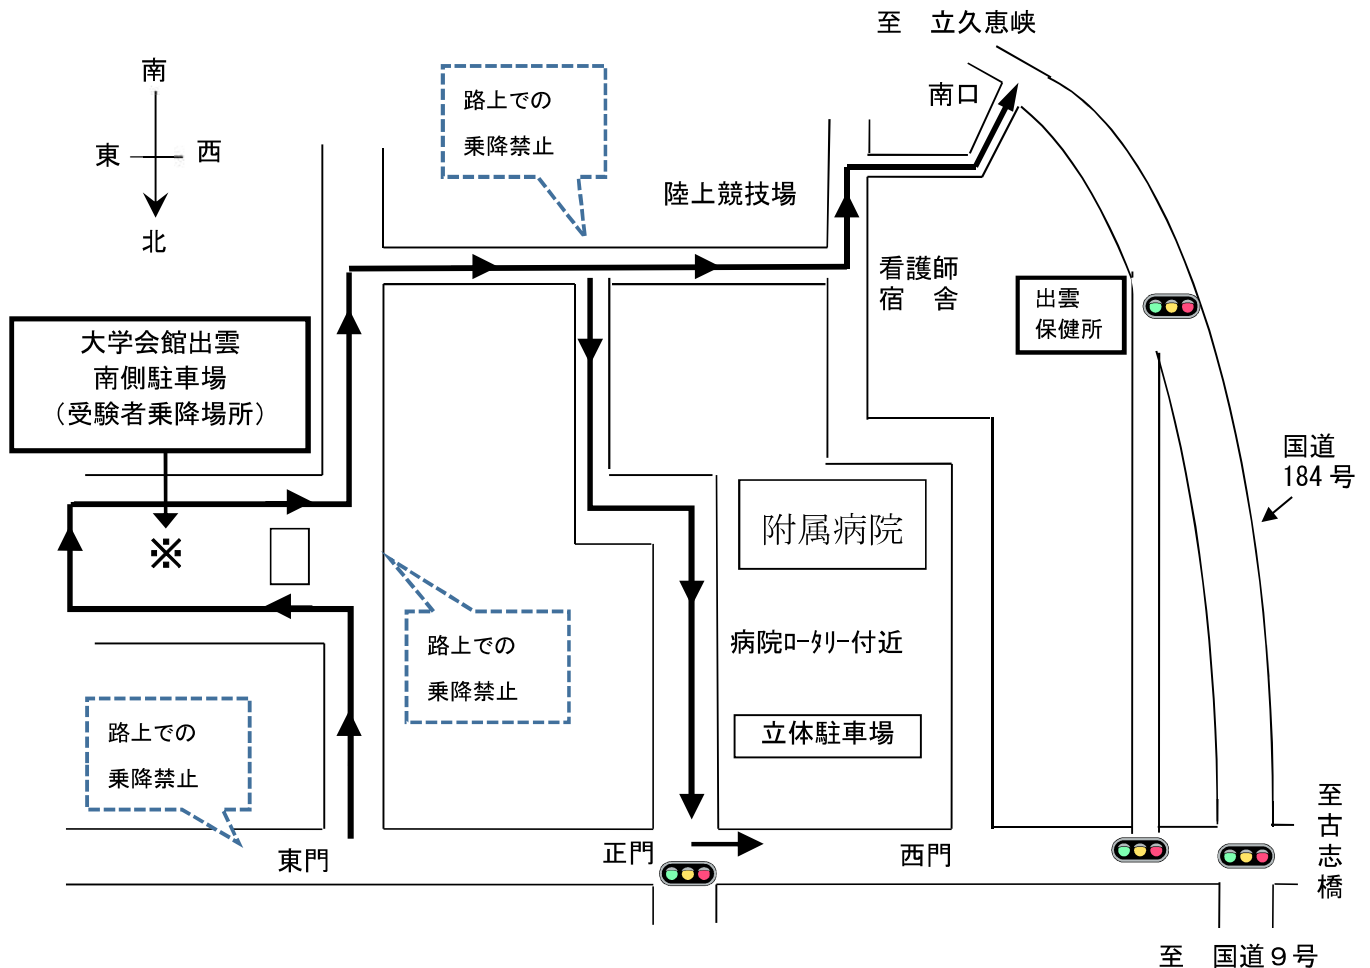 至　立久恵峡
南
東
西
北
路上での
乗降禁止
南口
陸上競技場
看護師
宿　舎
出雲
保健所
大学会館出雲
南側駐車場
（受験者乗降場所）
※
国道
184号
附属病院
路上での
乗降禁止
病院ﾛｰﾀﾘｰ付近
立体駐車場
路上での
乗降禁止
東門
正門
西門
至古志橋
至　国道９号